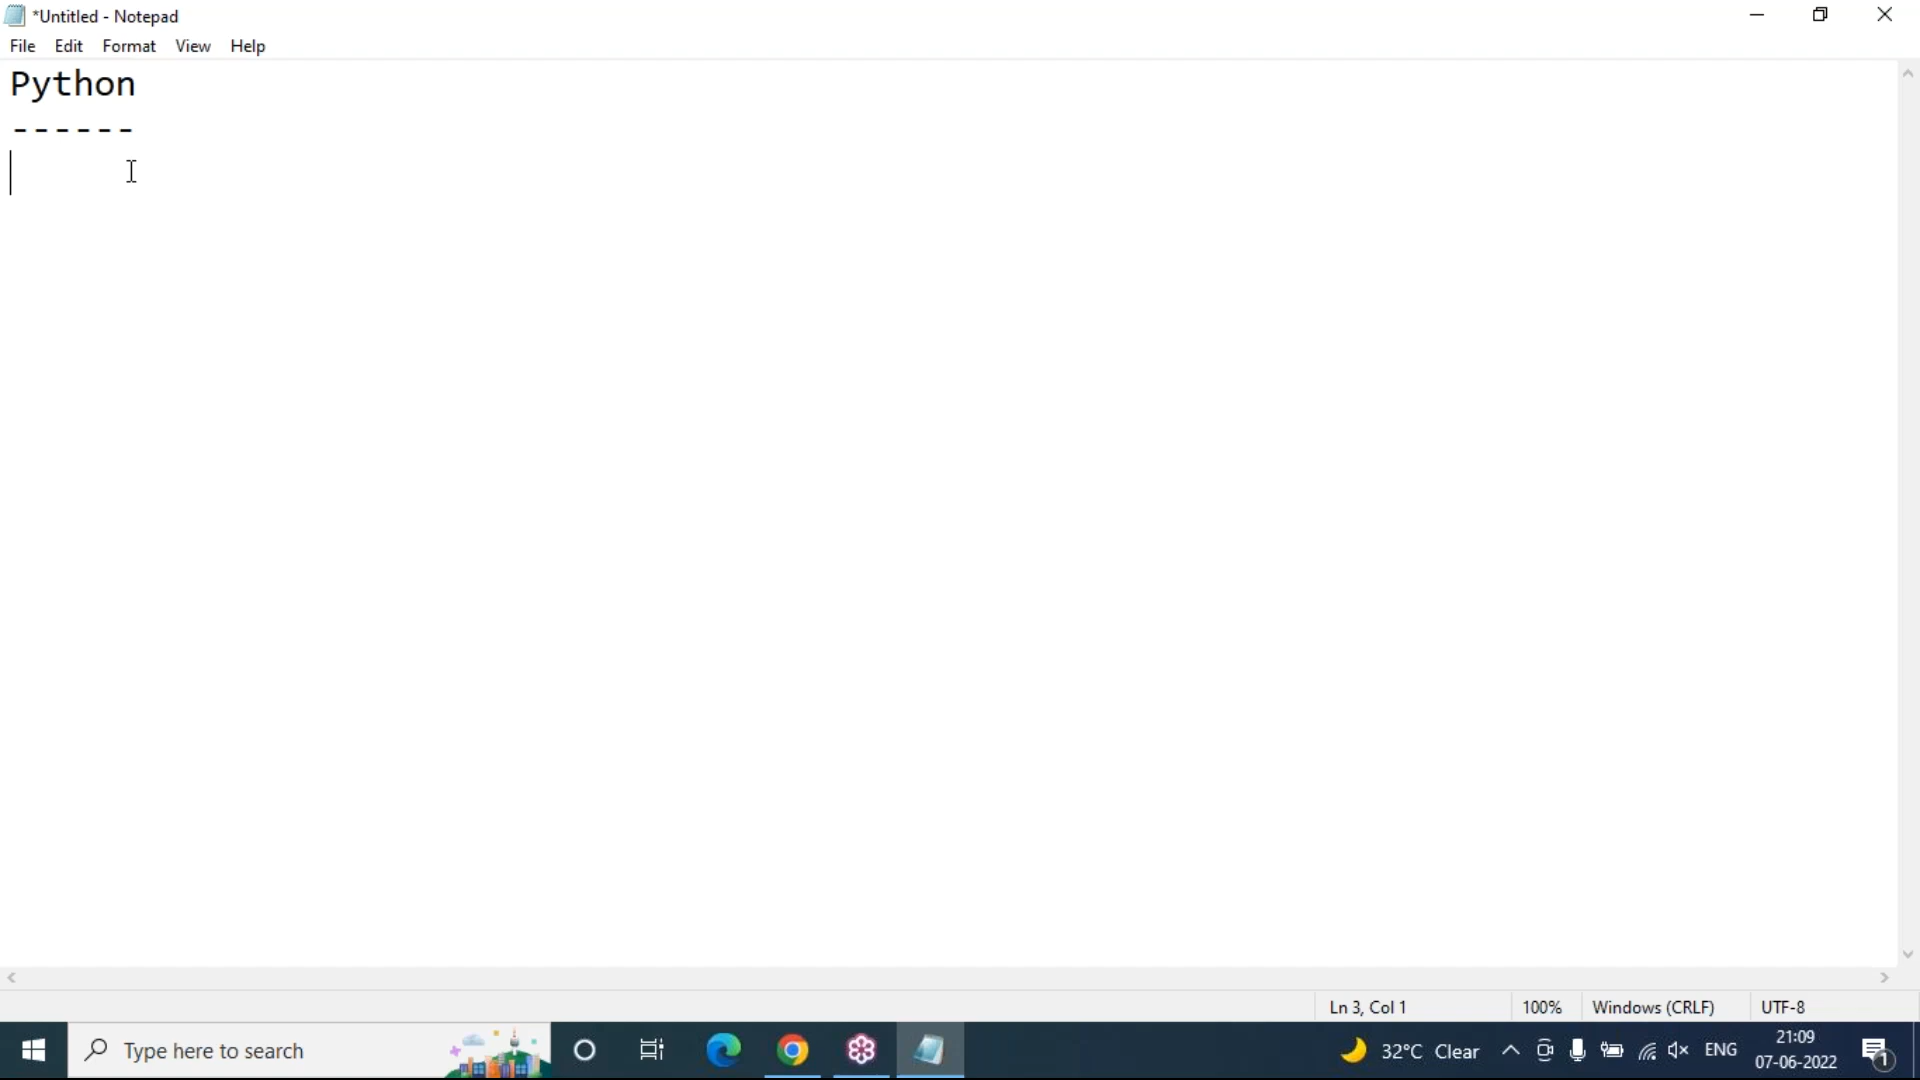 *Untitled - Notepad
File Edit Format View Help
Python
------
Ln 3, Col 1 100% Windows (CRLF) UTF-8
Type here to search 32°C Clear ENG 21:09
07-06-2022 1